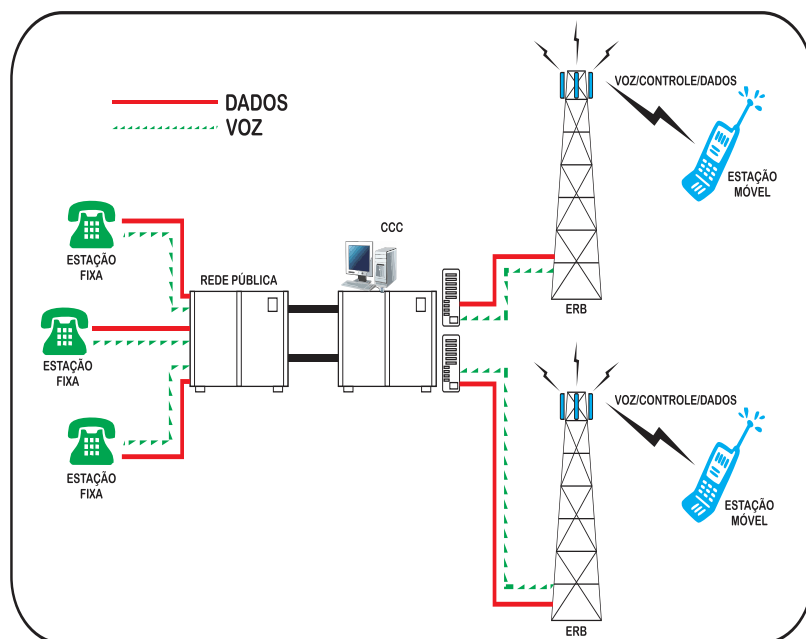 DADOS
VOZ
VOZ/CONTROLE/DADOS
ESTAÇÃO
MÓVEL
ESTAÇÃO
FIXA
REDE PÚBLICA
CCC
ERB
ESTAÇÃO
FIXA
ESTAÇÃO
FIXA
VOZ/CONTROLE/DADOS
ESTAÇÃO
MÓVEL
ERB